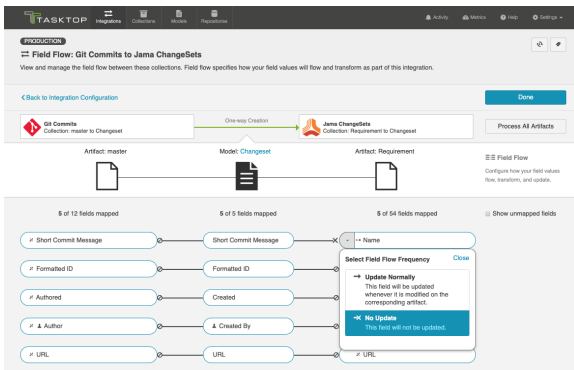 TASKTOP
Integrations
Collections
Models
Repositories
Activity
Metrics
Help
Settings
PRODUCTION
Field Flow: Git Commits to Jama ChangeSets
View and manage the field flow between these collections. Field flow specifies how your field values will flow and transform as part of this integration.
Back to Integration Configuration
Done
Git Commits
Collection: master to Changeset
One-way Creation
Jama ChangeSets
Collection: Requirement to Changeset
Process All Artifacts
Artifact: master
Model: Changeset
Artifact: Requirement
Field Flow
Configure how your field values
flow, transform, and update.
5 of 12 fields mapped
5 of 5 fields mapped
5 of 54 fields mapped
Show unmapped fields
Short Commit Message
Short Commit Message
Name
Select Field Flow Frequency
Close
Formatted ID
Formatted ID
Update Normally
This field will be updated
whenever it is modified on the
corresponding artifact.
Authored
Created
No Update
This field will not be updated.
Author
Created By
URL
URL
URL